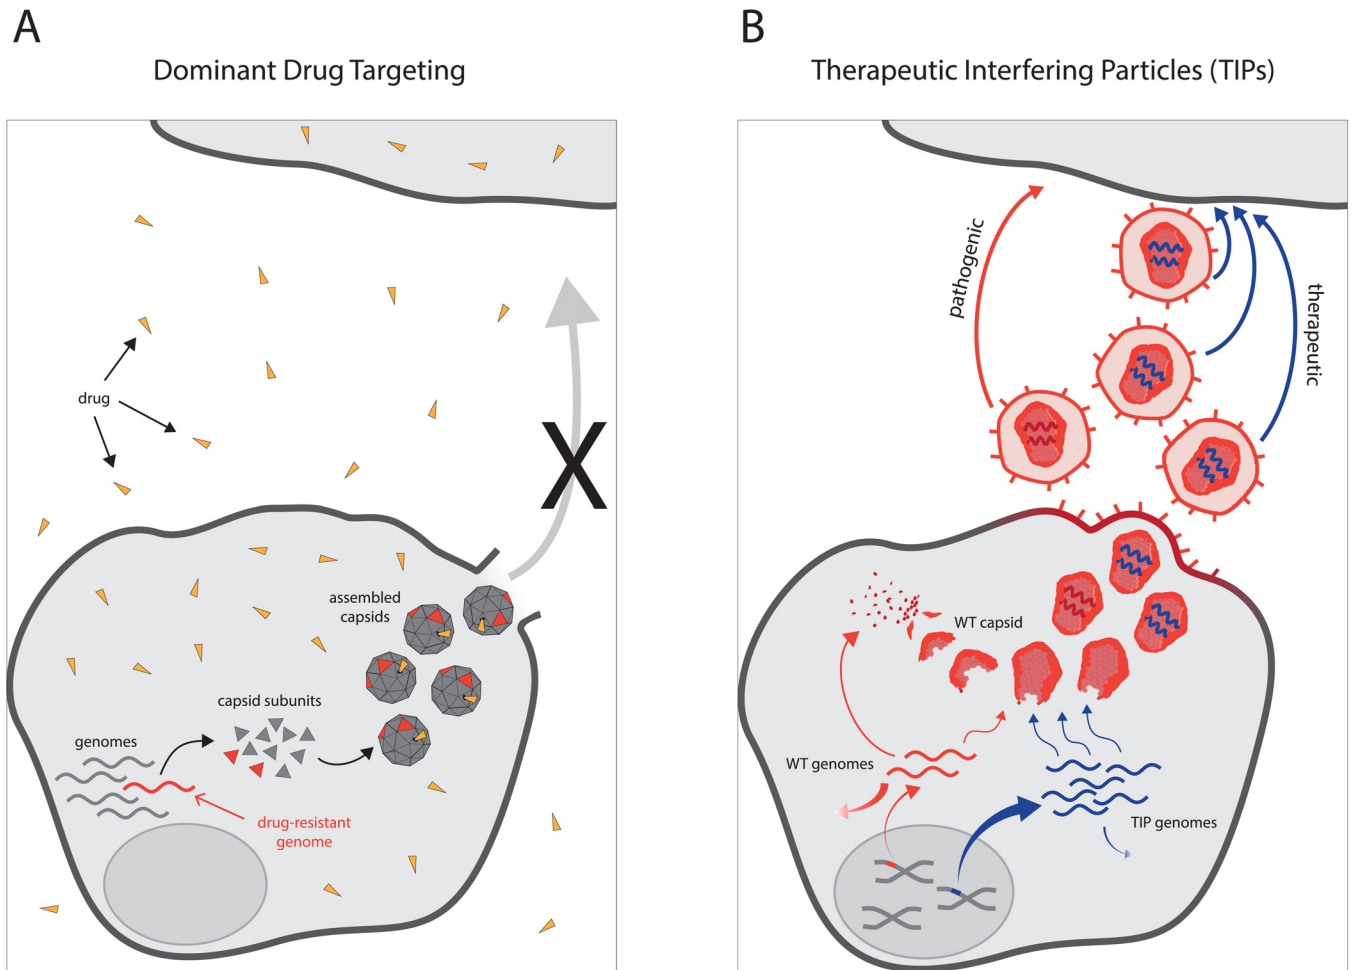 A
Dominant Drug Targeting
drug
assembled
capsids
capsid subunits
genomes
drug-resistant
genome
X
B
Therapeutic Interfering Particles (TIPs)
pathogenic
therapeutic
WT capsid
WT genomes
TIP genomes